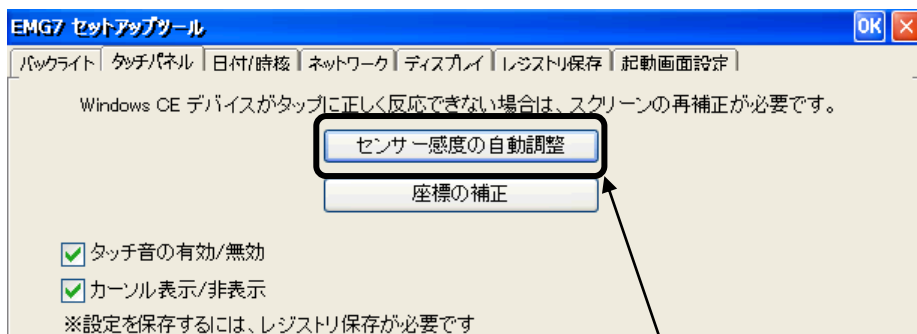 EMG7 セットアップツール OK
バックライト タッチパネル 日付/時核 ネットワーク ディスプレイ レジストリ保存 起動画面設定
Windows CE デバイスがタップに正しく反応できない場合は、スクリーンの再補正が必要です。
センサー感度の自動調整
座標の補正
タッチ音の有効/無効
カーソル表示/非表示
※設定を保存するには、レジストリ保存が必要です